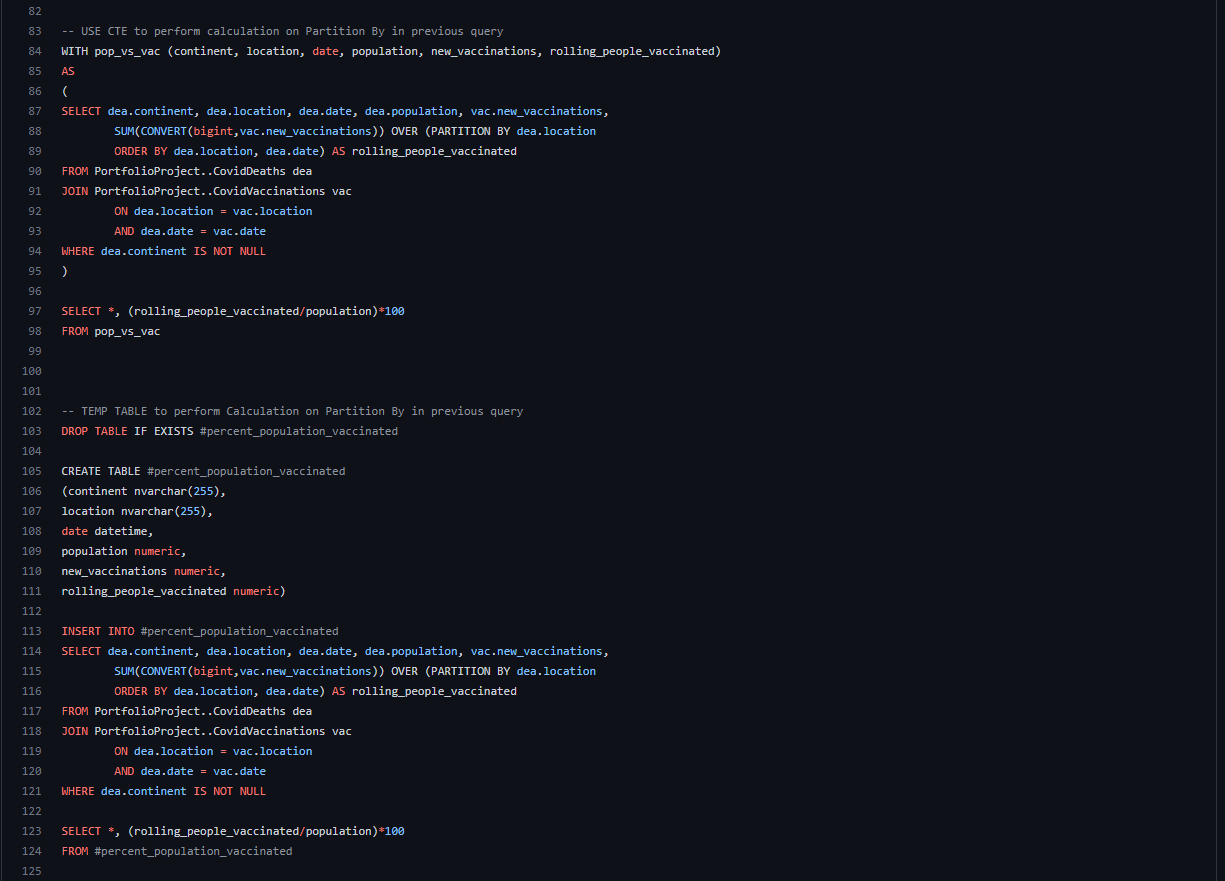 82
83 -- USE CTE to perform calculation on Partition By in previous query
84 WITH pop_vs_vac (continent, location, date, population, new_vaccinations, rolling_people_vaccinated)
85 AS
86 (
87 SELECT dea.continent, dea.location, dea.date, dea.population, vac.new_vaccinations,
88         SUM(CONVERT(bigint,vac.new_vaccinations)) OVER (PARTITION BY dea.location
89         ORDER BY dea.location, dea.date) AS rolling_people_vaccinated
90 FROM PortfolioProject..CovidDeaths dea
91 JOIN PortfolioProject..CovidVaccinations vac
92         ON dea.location = vac.location
93         AND dea.date = vac.date
94 WHERE dea.continent IS NOT NULL
95 )
96
97 SELECT *, (rolling_people_vaccinated/population)*100
98 FROM pop_vs_vac
99
100
101
102 -- TEMP TABLE to perform Calculation on Partition By in previous query
103 DROP TABLE IF EXISTS #percent_population_vaccinated
104
105 CREATE TABLE #percent_population_vaccinated
106 (continent nvarchar(255),
107 location nvarchar(255),
108 date datetime,
109 population numeric,
110 new_vaccinations numeric,
111 rolling_people_vaccinated numeric)
112
113 INSERT INTO #percent_population_vaccinated
114 SELECT dea.continent, dea.location, dea.date, dea.population, vac.new_vaccinations,
115         SUM(CONVERT(bigint,vac.new_vaccinations)) OVER (PARTITION BY dea.location
116         ORDER BY dea.location, dea.date) AS rolling_people_vaccinated
117 FROM PortfolioProject..CovidDeaths dea
118 JOIN PortfolioProject..CovidVaccinations vac
119         ON dea.location = vac.location
120         AND dea.date = vac.date
121 WHERE dea.continent IS NOT NULL
122
123 SELECT *, (rolling_people_vaccinated/population)*100
124 FROM #percent_population_vaccinated
125